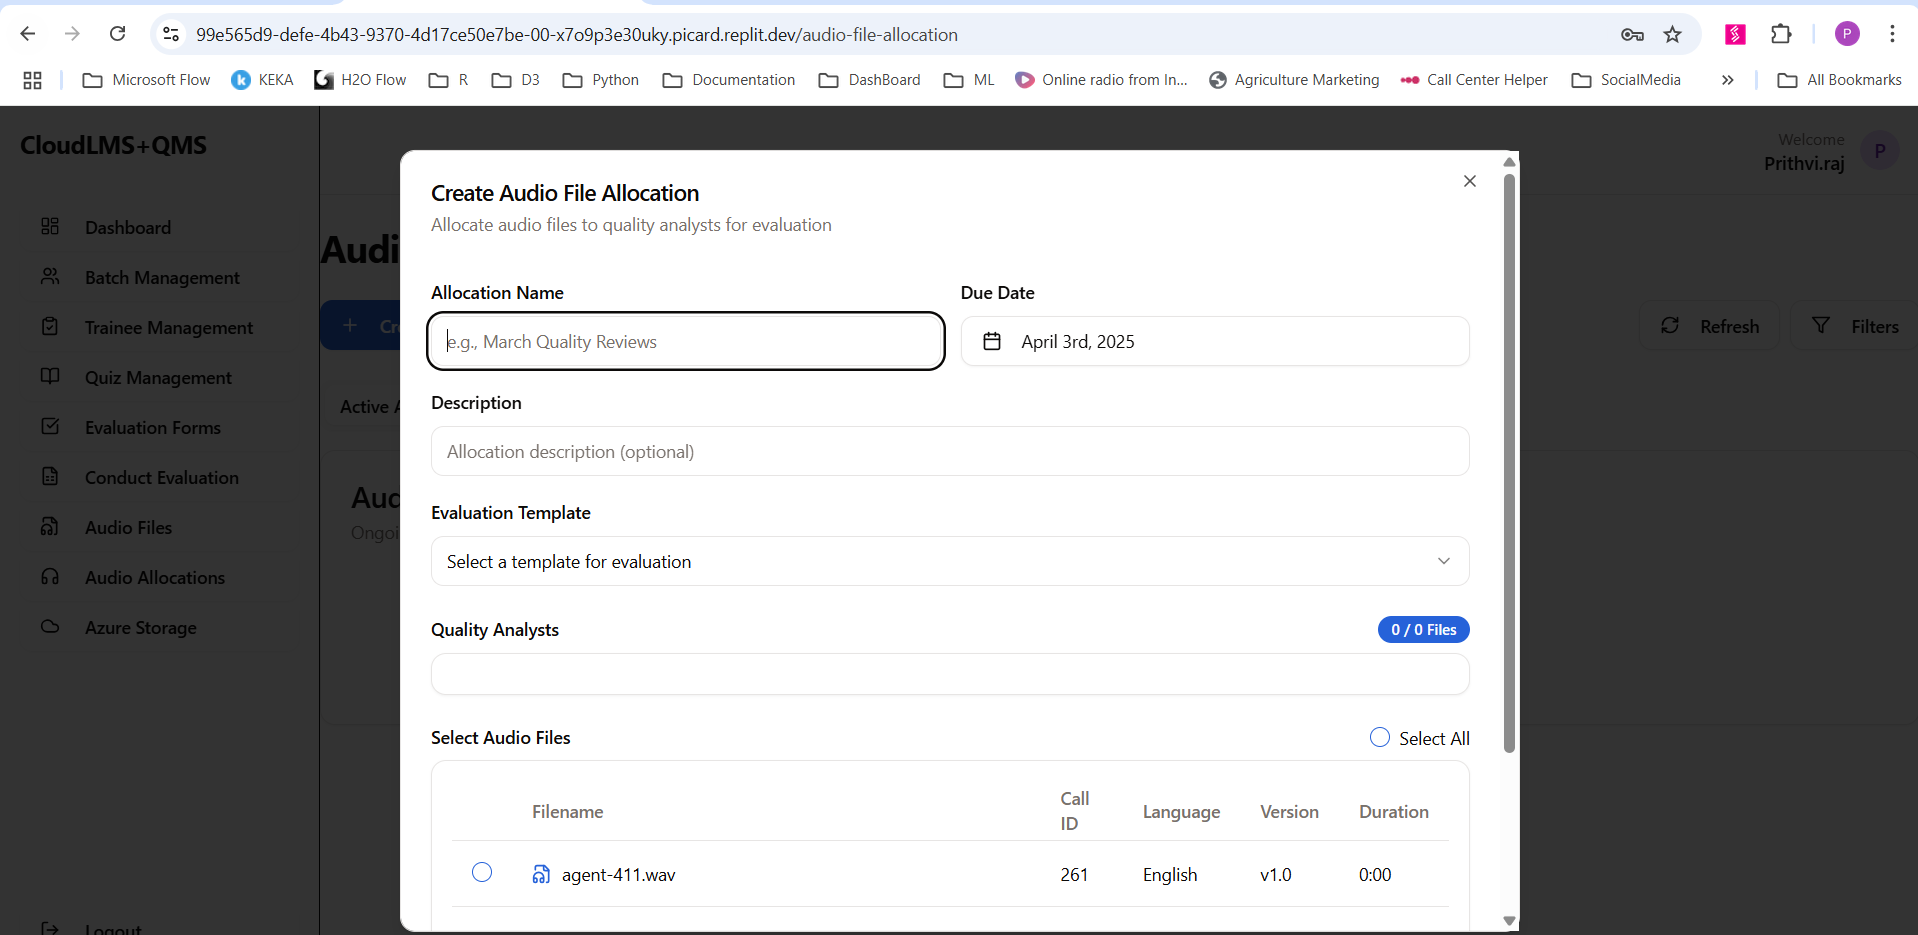 99e565d9-defe-4b43-9370-4d17ce50e7be-00-x7o9p3e30uky.picard.replit.dev/audio-file-allocation
P
Microsoft Flow KEKA H2O Flow R D3 Python Documentation DashBoard ML Online radio from In... Agriculture Marketing Call Center Helper SocialMedia » All Bookmarks
CloudLMS+QMS
Welcome
Prithvi.raj
P
Dashboard
Batch Management
Trainee Management
Quiz Management
Evaluation Forms
Conduct Evaluation
Audio Files
Audio Allocations
Azure Storage
Logout
Audi
+ Cr
Refresh
Filters
Active A
Aud
Ongoi
Create Audio File Allocation
Allocate audio files to quality analysts for evaluation
Allocation Name Due Date
e.g., March Quality Reviews April 3rd, 2025
Description
Allocation description (optional)
Evaluation Template
Select a template for evaluation
Quality Analysts 0 / 0 Files
Select Audio Files Select All
Filename Call ID Language Version Duration
agent-411.wav 261 English v1.0 0:00